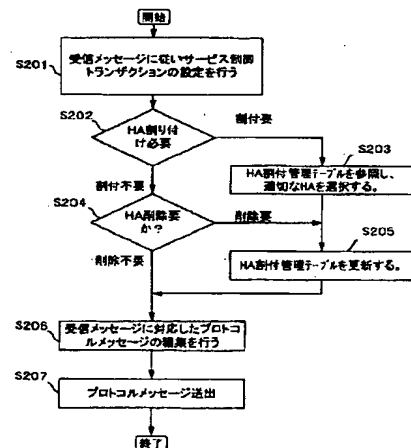 開始
S201
受信メッセージに従いサービス制御
トランザクションの設定を行う
S202
HA割り付
け必要
割付要
S203
HA割付管理テーブルを参照し、
適切なHAを選択する。
割付不要
S204
HA削除要
か?
削除要
S205
HA割付管理テーブルを更新する。
削除不要
S206
受信メッセージに対応したプロトコ
ルメッセージの編集を行う
S207
プロトコルメッセージ送出
終了